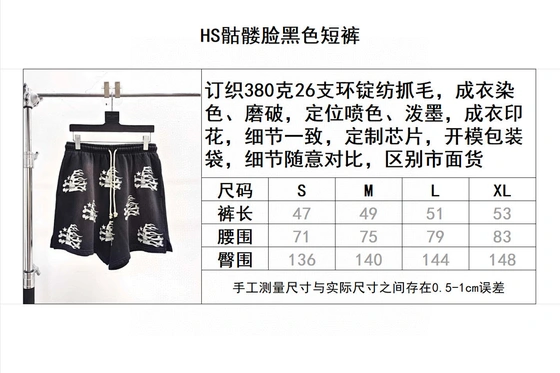 HS骷髅脸黑色短裤
订织380克26支环锭纺抓毛，成衣染
色、磨破，定位喷色、泼墨，成衣印
花，细节一致，定制芯片，开模包装
袋，细节随意对比，区别市面货
尺码 S M L XL
裤长 47 49 51 53
腰围 71 75 79 83
臀围 136 140 144 148
手工测量尺寸与实际尺寸之间存在0.5-1cm误差